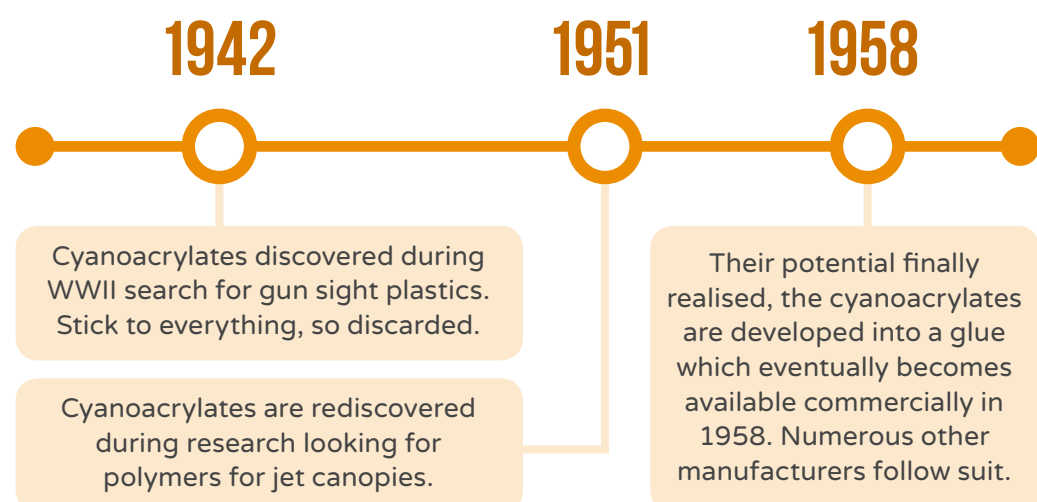 1942
1951
1958
Cyanoacrylates discovered during
WWII search for gun sight plastics.
Stick to everything, so discarded.
Cyanoacrylates are rediscovered
during research looking for
polymers for jet canopies.
Their potential finally
realised, the cyanoacrylates
are developed into a glue
which eventually becomes
available commercially in
1958. Numerous other
manufacturers follow suit.